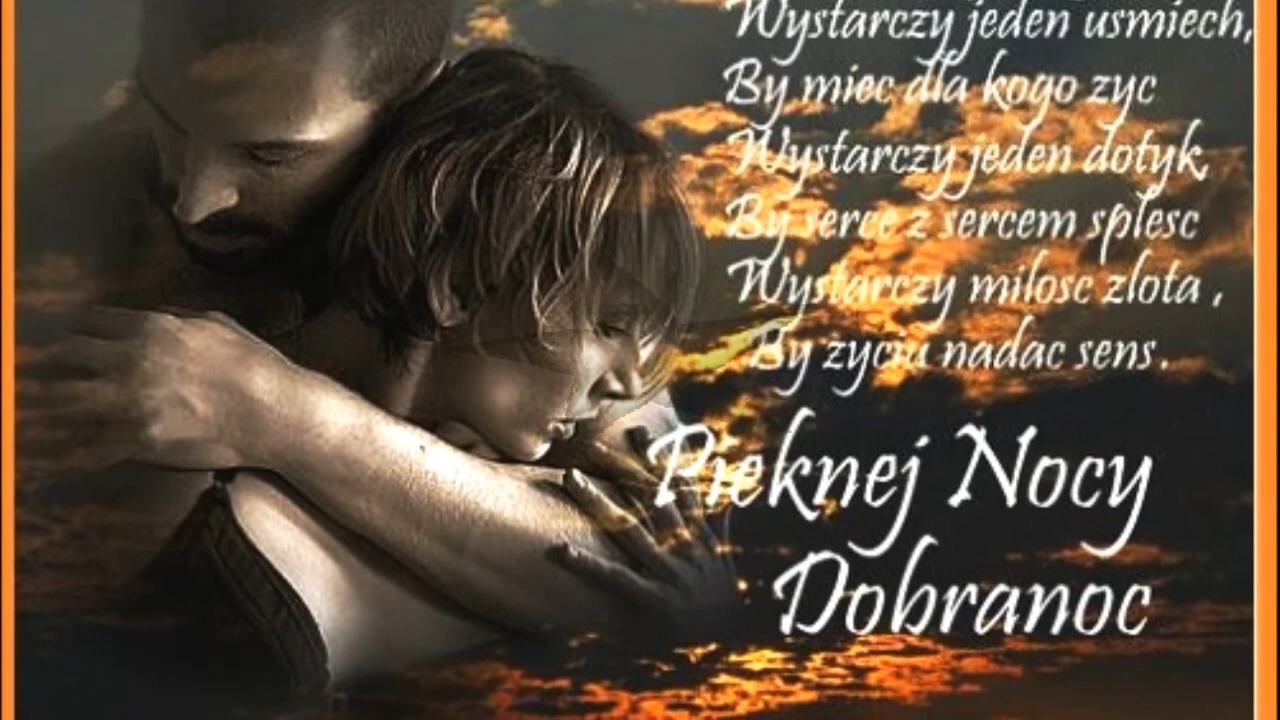 Wystarczy jeden usmiech,
By miec dla kogo zyc
Wystarczy jeden dotyk,
By serce z sercem splesc
Wystarczy milosc zlota ,
By zyciu nadac sens.
Pieknej Nocy
Dobranoc